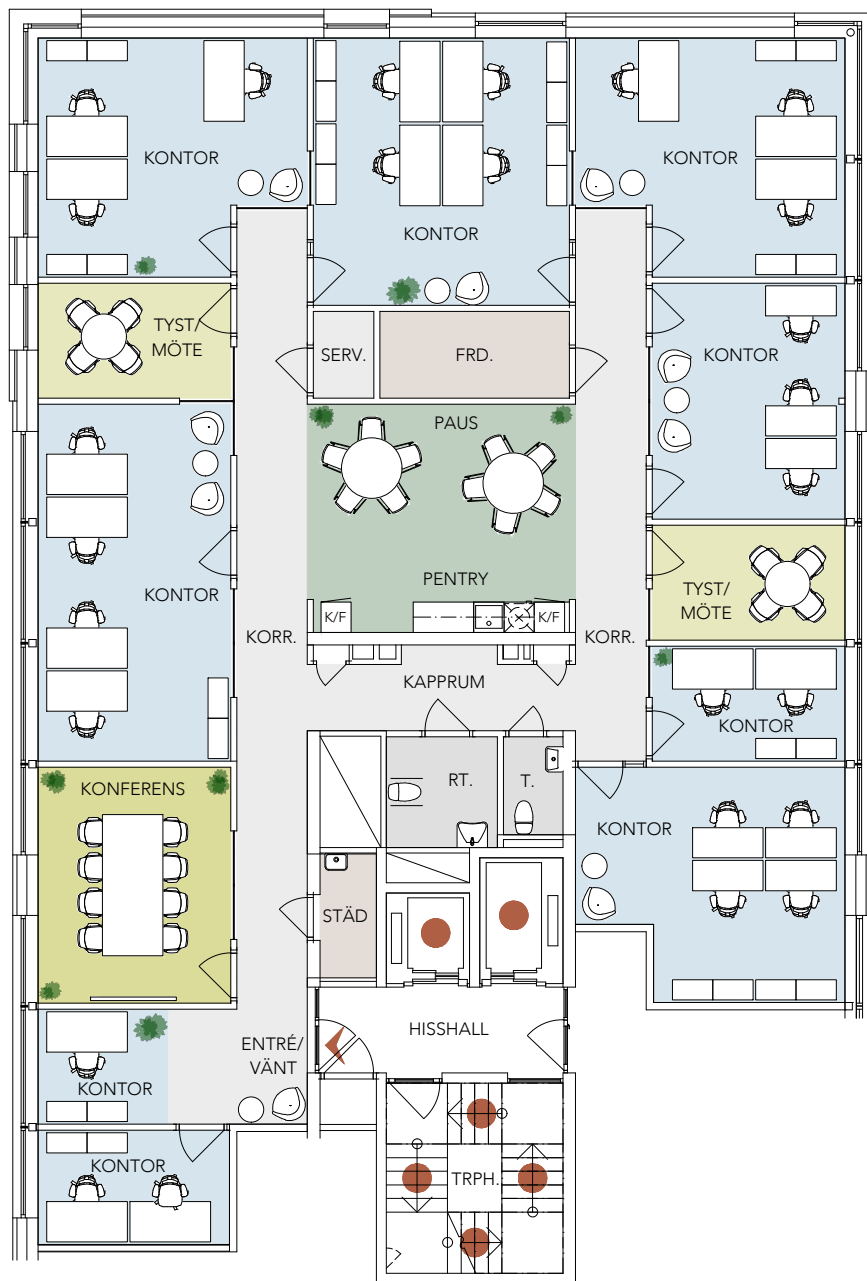 KONTOR
KONTOR
KONTOR
TYST/
MÖTE
SERV.
FRD.
KONTOR
PAUS
KONTOR
PENTRY
K/F
K/F
TYST/
MÖTE
KORR.
KORR.
KAPPRUM
KONTOR
KONFERENS
RT.
T.
KONTOR
STÄD
HISSHALL
ENTRÉ/
VÄNT
KONTOR
KONTOR
TRPH.